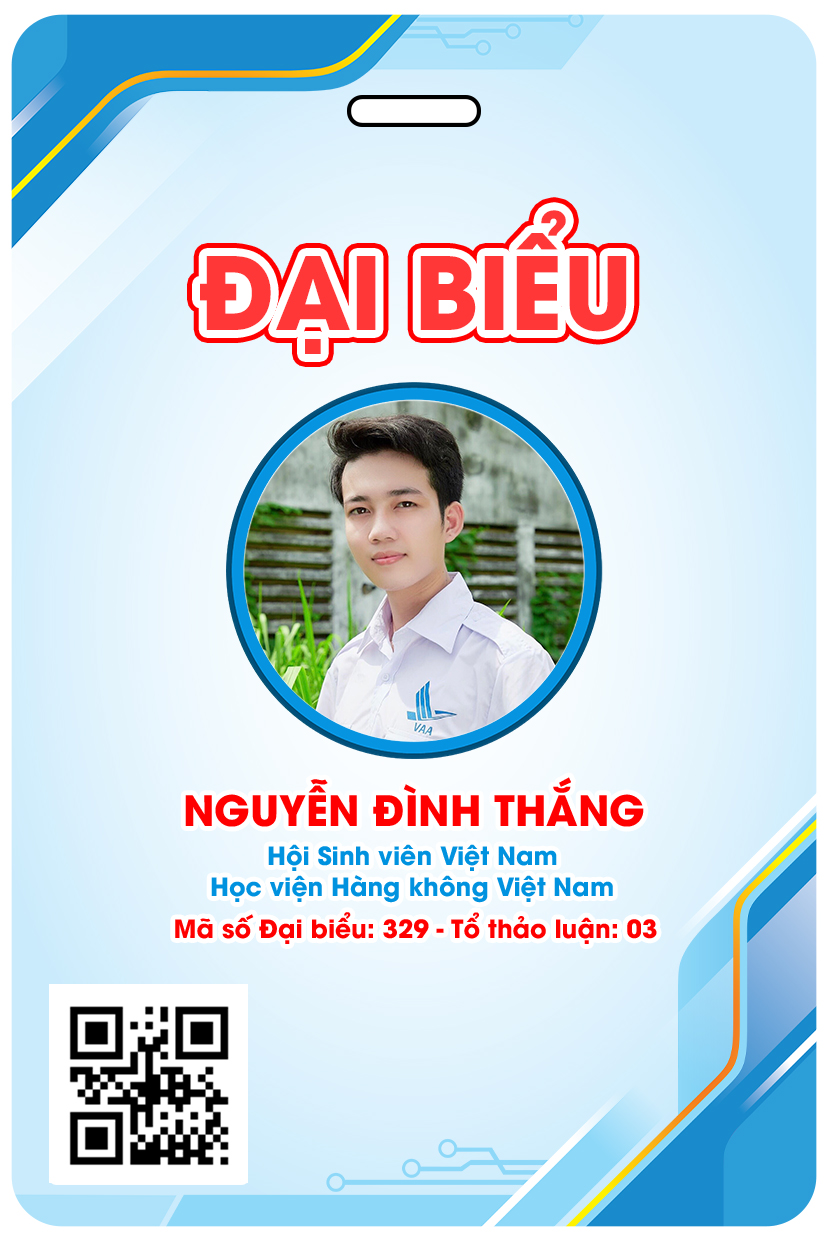 ĐẠI BIỂU
VAA
NGUYỄN ĐÌNH THẮNG
Hội Sinh viên Việt Nam
Học viện Hàng không Việt Nam
Mã số Đại biểu: 329 - Tổ thảo luận: 03